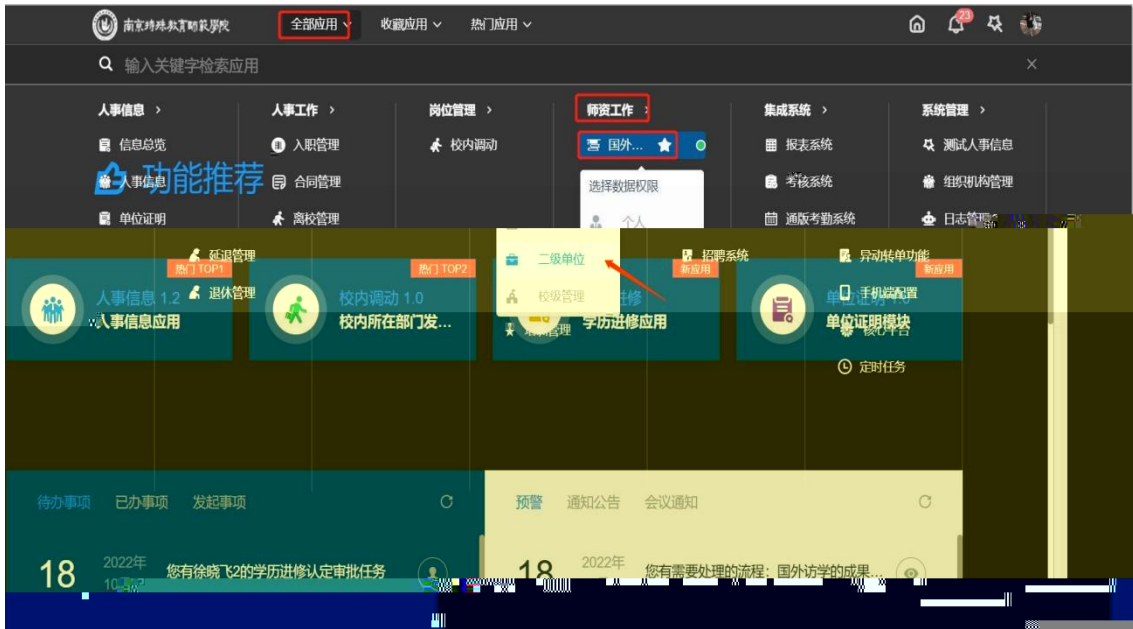 南京特殊教育师范学院 全部应用 收藏应用 热门应用 23
输入关键字检索应用
人事信息 人事工作 岗位管理 师资工作 集成系统 系统管理
信息总览 入职管理 校内调动 国外... 报表系统 测试人事信息
功能推荐
人事信息 合同管理 选择数据权限 考核系统 组织机构管理
单位证明 离校管理 个人 通版考勤系统 日志管理
延退管理 二级单位 招聘系统 异动转单功能
热门 TOP1 热门 TOP2 新应用 新应用
人事信息 1.2 退休管理 校内调动 1.0 校级管理 进修 手机端配置
人事信息应用 校内所在部门发... 学历进修应用 单位证明模块
核心平台
定时任务
待办事项 已办事项 发起事项 预警 通知公告 会议通知
18 2022年 您有徐晓飞2的学历进修认定审批任务 18 2022年 您有需要处理的流程：国外访学的成果...